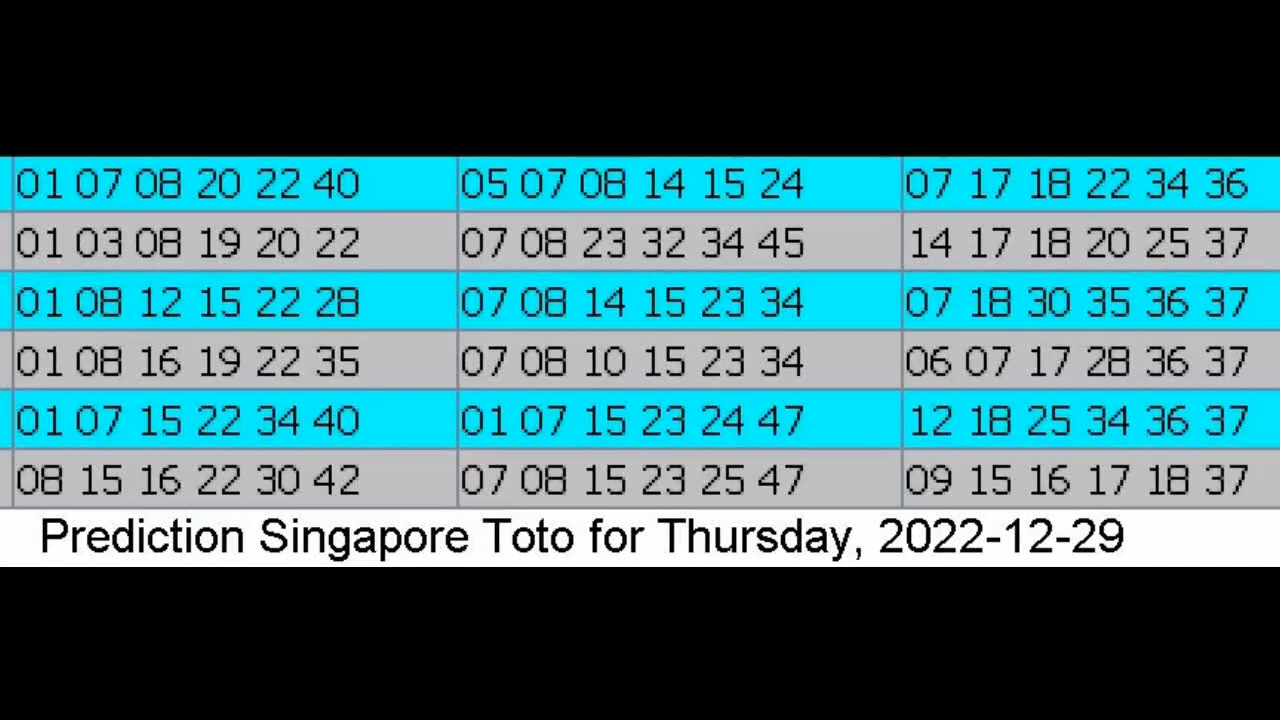 01 07 08 20 22 40 05 07 08 14 15 24 07 17 18 22 34 36
01 03 08 19 20 22 07 08 23 32 34 45 14 17 18 20 25 37
01 08 12 15 22 28 07 08 14 15 23 34 07 18 30 35 36 37
01 08 16 19 22 35 07 08 10 15 23 34 06 07 17 28 36 37
01 07 15 22 34 40 01 07 15 23 24 47 12 18 25 34 36 37
08 15 16 22 30 42 07 08 15 23 25 47 09 15 16 17 18 37
Prediction Singapore Toto for Thursday, 2022-12-29